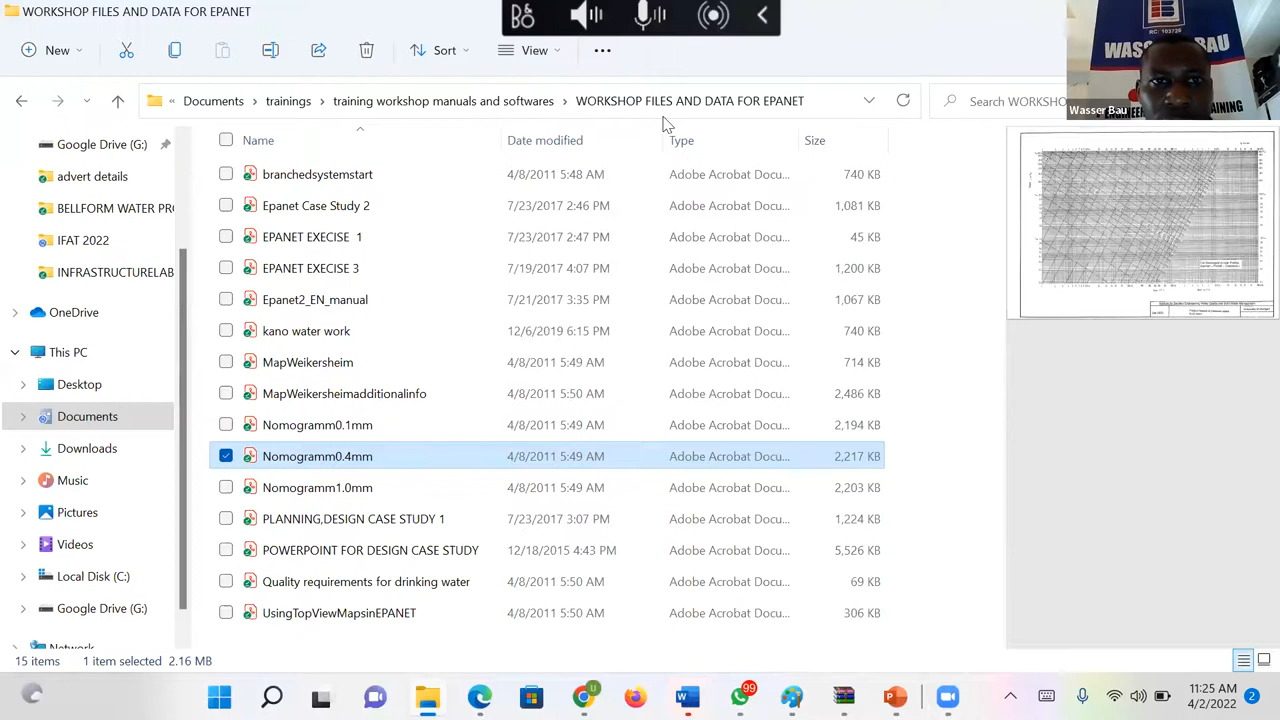 WORKSHOP FILES AND DATA FOR EPANET
New
Sort
View
RC: 103726
WASSER BAU
Wasser Bau
« Documents > trainings > training workshop manuals and softwares > WORKSHOP FILES AND DATA FOR EPANET
Search WORKSHO
Name Date modified Type Size
Google Drive (G:)
advert details
BELLFORM WATER PR
IFAT 2022
INFRASTRUCTURELAB
OneDrive
This PC
Desktop
Documents
Downloads
Music
Pictures
Videos
Local Disk (C:)
Google Drive (G:)
Network
branchedsystemstart 4/8/2011 5:48 AM Adobe Acrobat Docu... 740 KB
Epanet Case Study 2 7/23/2017 2:46 PM Adobe Acrobat Docu... 1,081 KB
EPANET EXECISE 1 7/23/2017 2:47 PM Adobe Acrobat Docu... 45 KB
EPANET EXECISE 3 7/23/2017 4:07 PM Adobe Acrobat Docu... 1,200 KB
Epanet2_EN_manual 7/21/2017 3:35 PM Adobe Acrobat Docu... 1,067 KB
kano water work 12/6/2019 6:15 PM Adobe Acrobat Docu... 740 KB
MapWeikersheim 4/8/2011 5:49 AM Adobe Acrobat Docu... 714 KB
MapWeikersheimadditionalinfo 4/8/2011 5:50 AM Adobe Acrobat Docu... 2,486 KB
Nomogramm0.1mm 4/8/2011 5:49 AM Adobe Acrobat Docu... 2,194 KB
Nomogramm0.4mm 4/8/2011 5:49 AM Adobe Acrobat Docu... 2,217 KB
Nomogramm1.0mm 4/8/2011 5:49 AM Adobe Acrobat Docu... 2,203 KB
PLANNING,DESIGN CASE STUDY 1 7/23/2017 3:07 PM Adobe Acrobat Docu... 1,224 KB
POWERPOINT FOR DESIGN CASE STUDY 12/18/2015 4:43 PM Adobe Acrobat Docu... 5,526 KB
Quality requirements for drinking water 4/8/2011 5:50 AM Adobe Acrobat Docu... 69 KB
UsingTopViewMapsinEPANET 4/8/2011 5:50 AM Adobe Acrobat Docu... 306 KB
15 items 1 item selected 2.16 MB
99
11:25 AM
4/2/2022
2